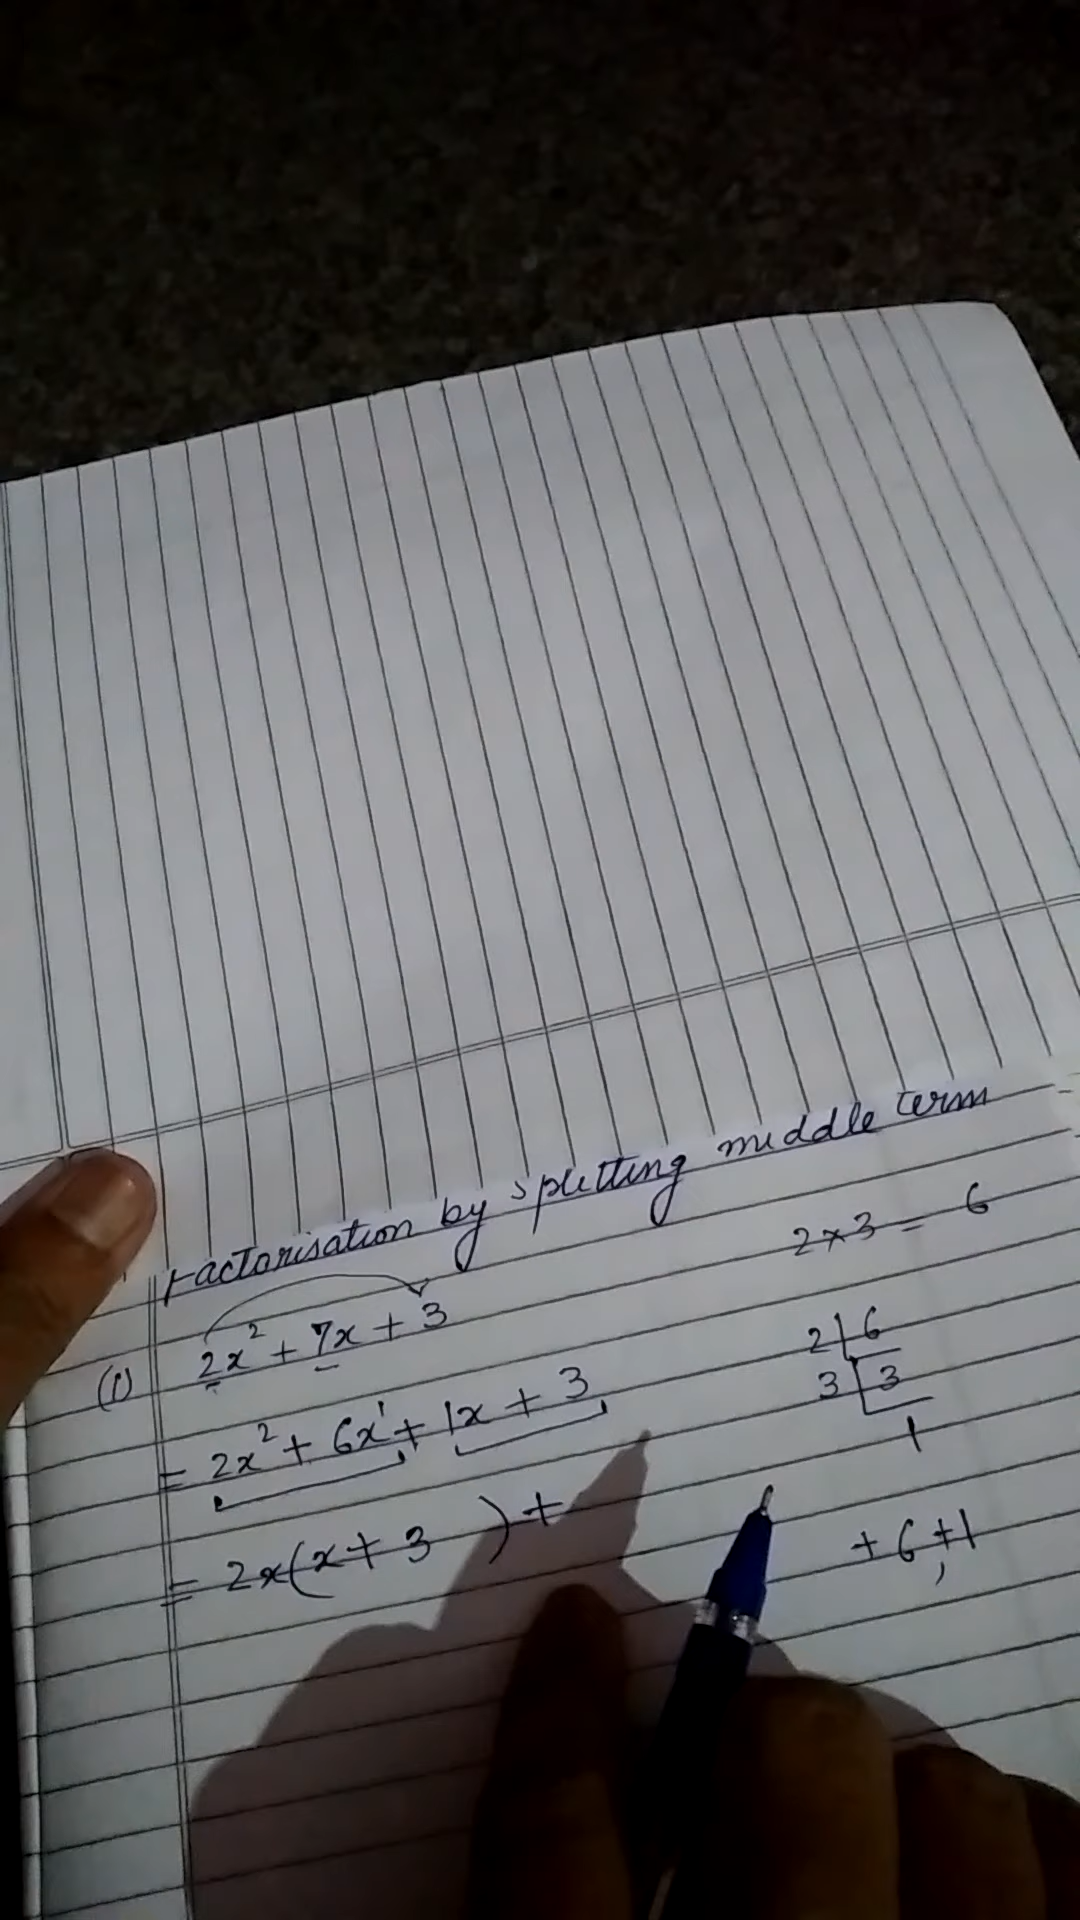 Factorisation by splitting middle term
2 × 3 = 6
(1) 2x² + 7x + 3
2 | 6
3 | 3
1
= 2x² + 6x¹ + 1x + 3
= 2x(x + 3 ) +
+ 6, +1